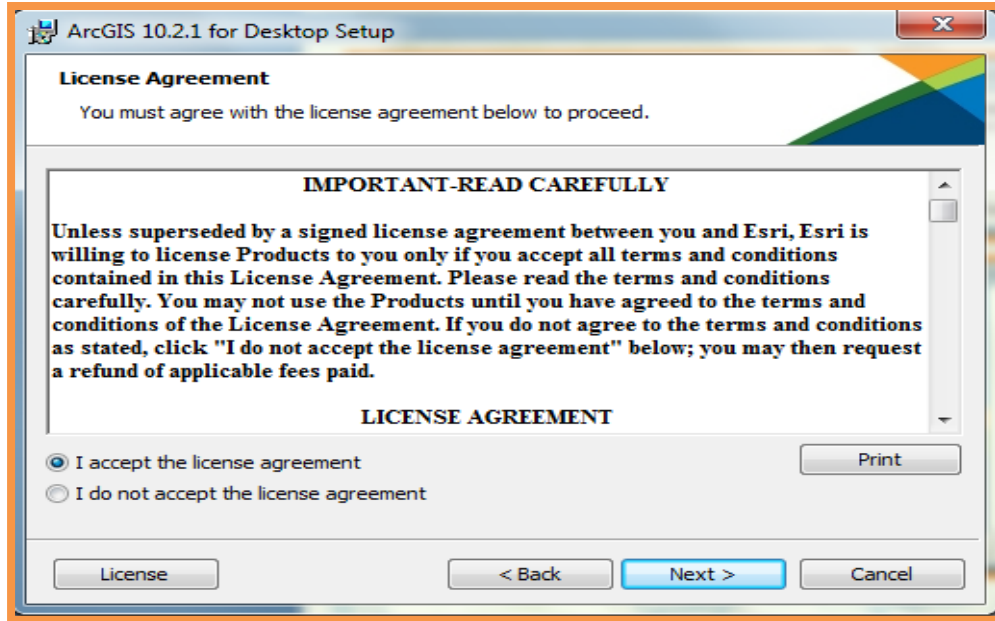 ArcGIS 10.2.1 for Desktop Setup
License Agreement
You must agree with the license agreement below to proceed.
IMPORTANT-READ CAREFULLY
Unless superseded by a signed license agreement between you and Esri, Esri is
willing to license Products to you only if you accept all terms and conditions
contained in this License Agreement. Please read the terms and conditions
carefully. You may not use the Products until you have agreed to the terms and
conditions of the License Agreement. If you do not agree to the terms and conditions
as stated, click "I do not accept the license agreement" below; you may then request
a refund of applicable fees paid.
LICENSE AGREEMENT
I accept the license agreement
Print
I do not accept the license agreement
License
< Back
Next >
Cancel